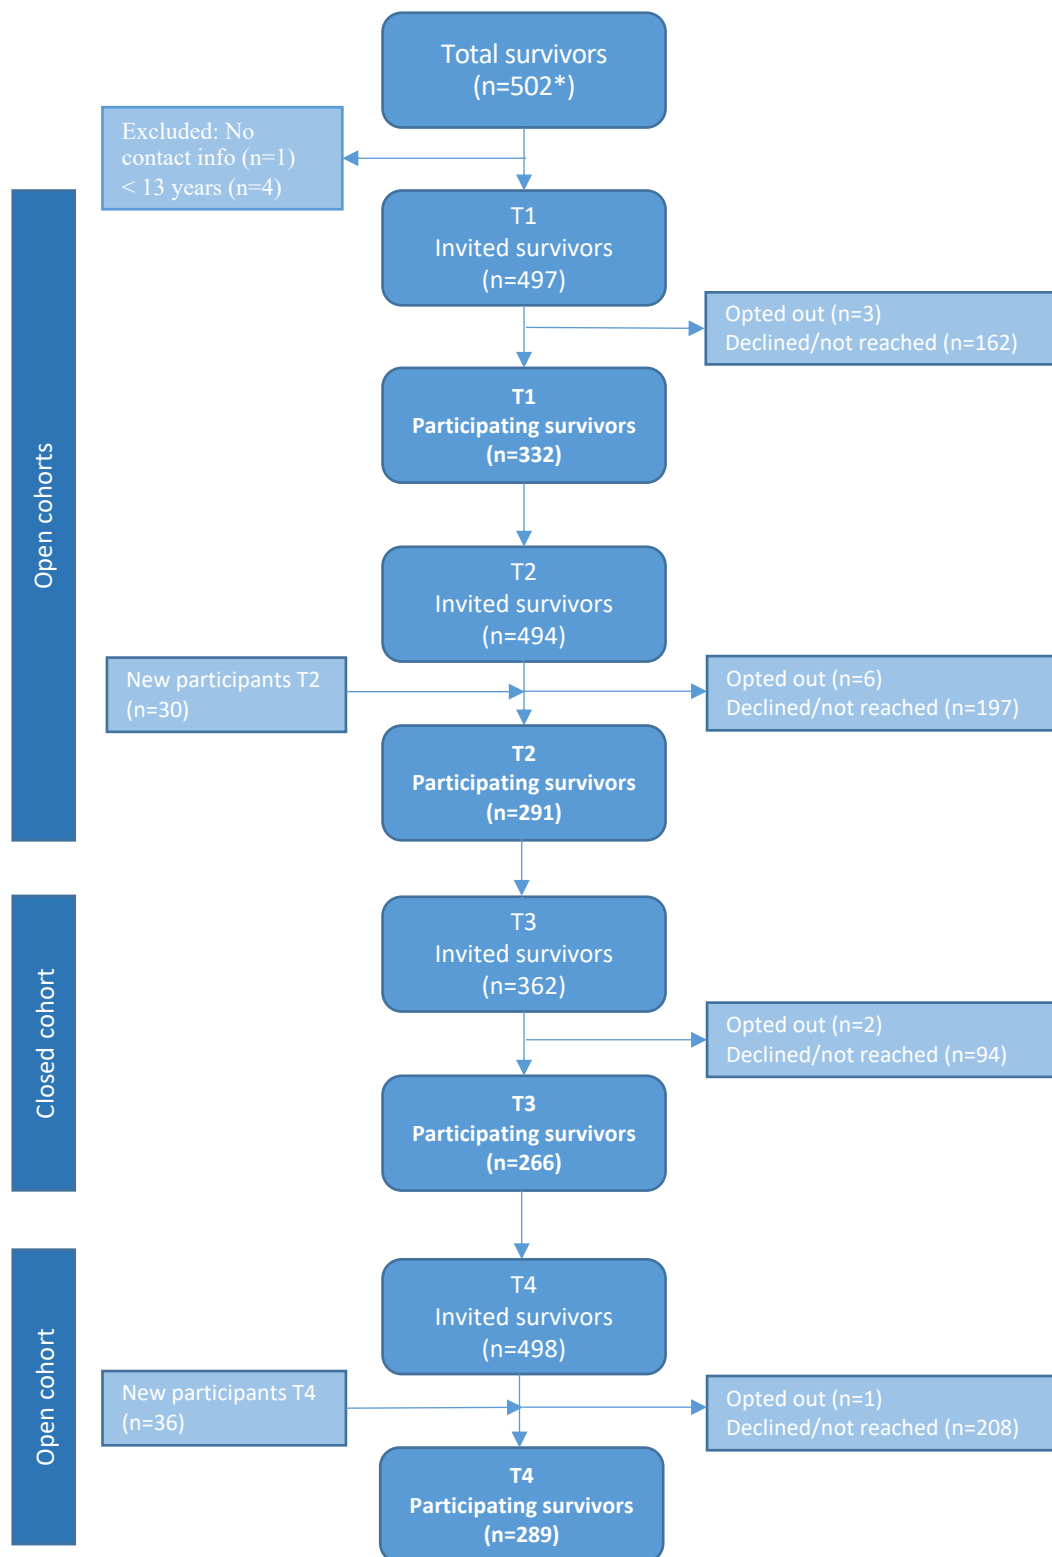 Total survivors
(n=502*)
Excluded: No
contact info (n=1)
< 13 years (n=4)
Open cohorts
T1
Invited survivors
(n=497)
Opted out (n=3)
Declined/not reached (n=162)
T1
Participating survivors
(n=332)
T2
Invited survivors
(n=494)
New participants T2
(n=30)
Opted out (n=6)
Declined/not reached (n=197)
T2
Participating survivors
(n=291)
Closed cohort
T3
Invited survivors
(n=362)
Opted out (n=2)
Declined/not reached (n=94)
T3
Participating survivors
(n=266)
Open cohort
T4
Invited survivors
(n=498)
New participants T4
(n=36)
Opted out (n=1)
Declined/not reached (n=208)
T4
Participating survivors
(n=289)